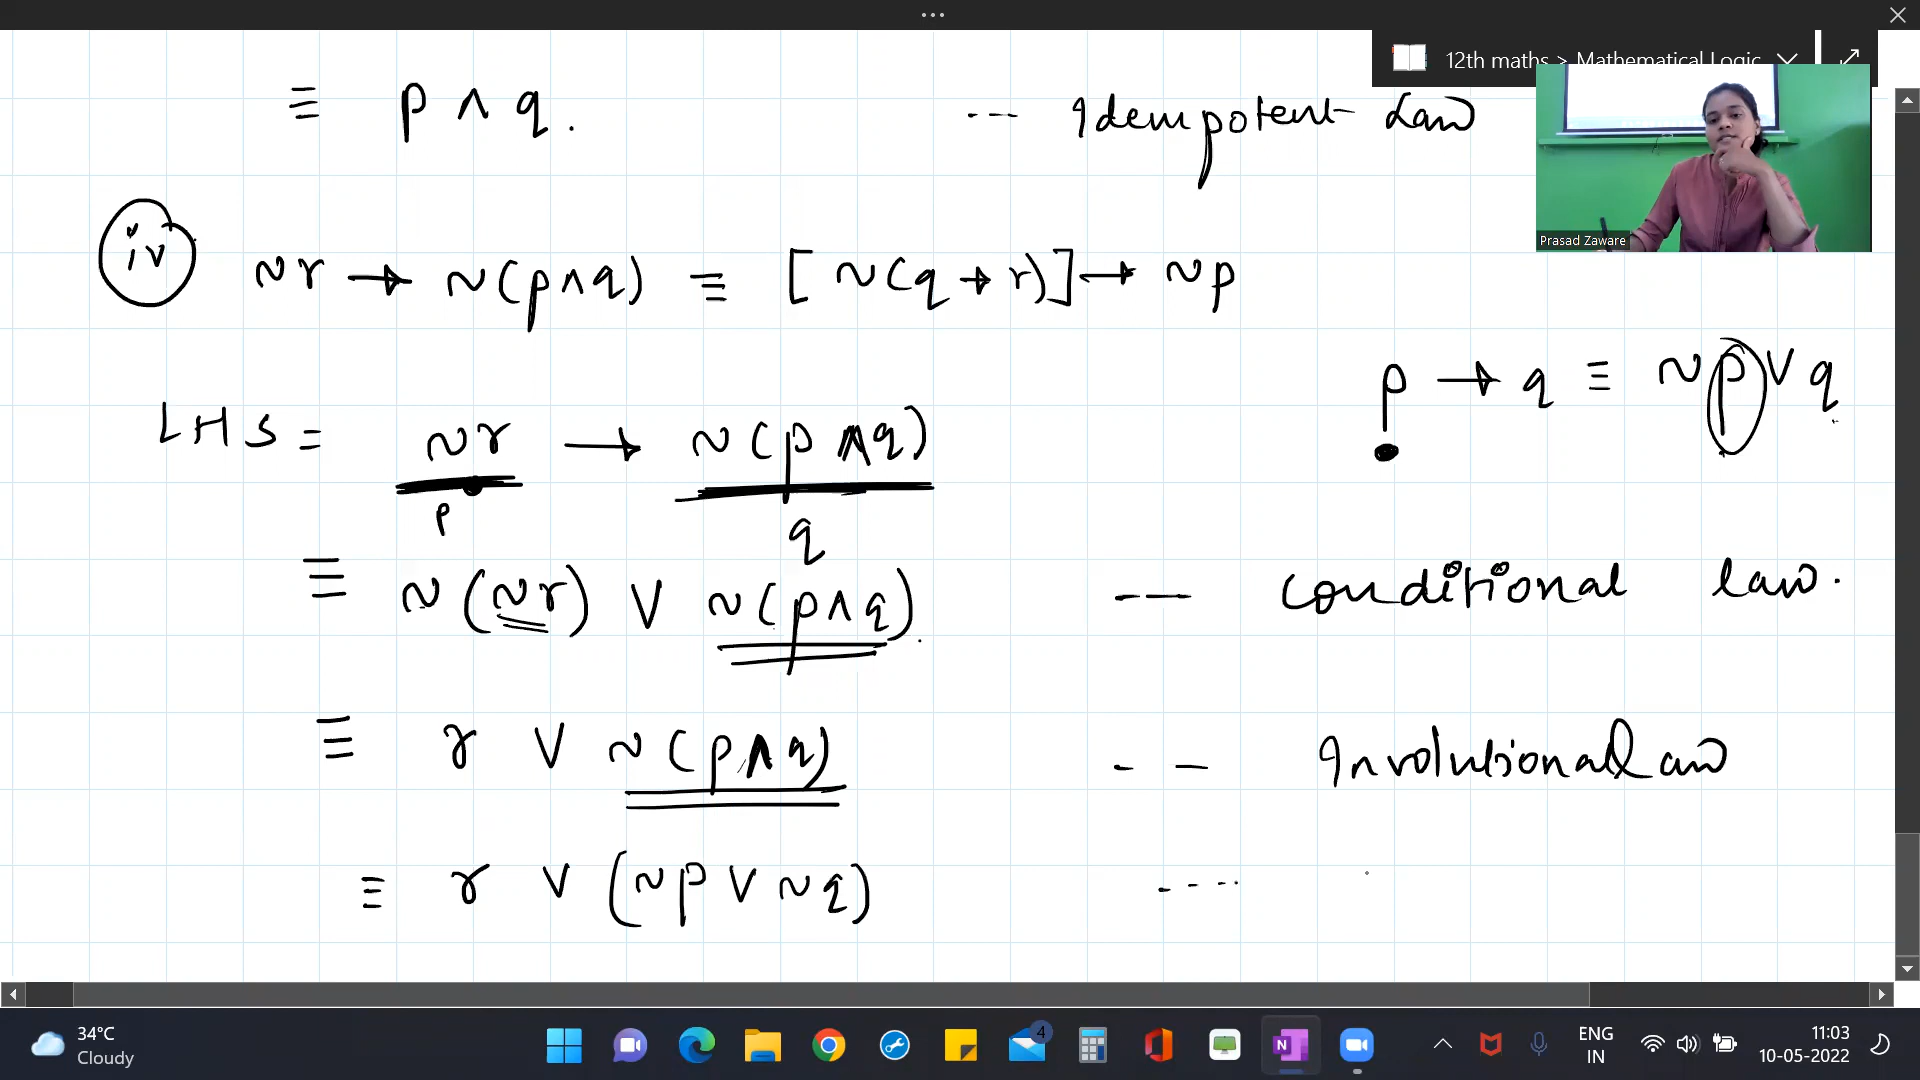 12th maths > Mathematical Logic
≡ p ∧ q. --- Idempotent Law
Prasad Zaware
iv ~r → ~(p∧q) ≡ [~(q→r)] → ~p
p → q ≡ ~p ∨ q
LHS = ~r → ~(p∧q)
p q
≡ ~(~r) ∨ ~(p∧q). --- conditional law.
≡ r ∨ ~(p∧q) -- Involutional Law
≡ r ∨ (~p ∨ ~q) ....
4
34°C
Cloudy
ENG
IN
11:03
10-05-2022